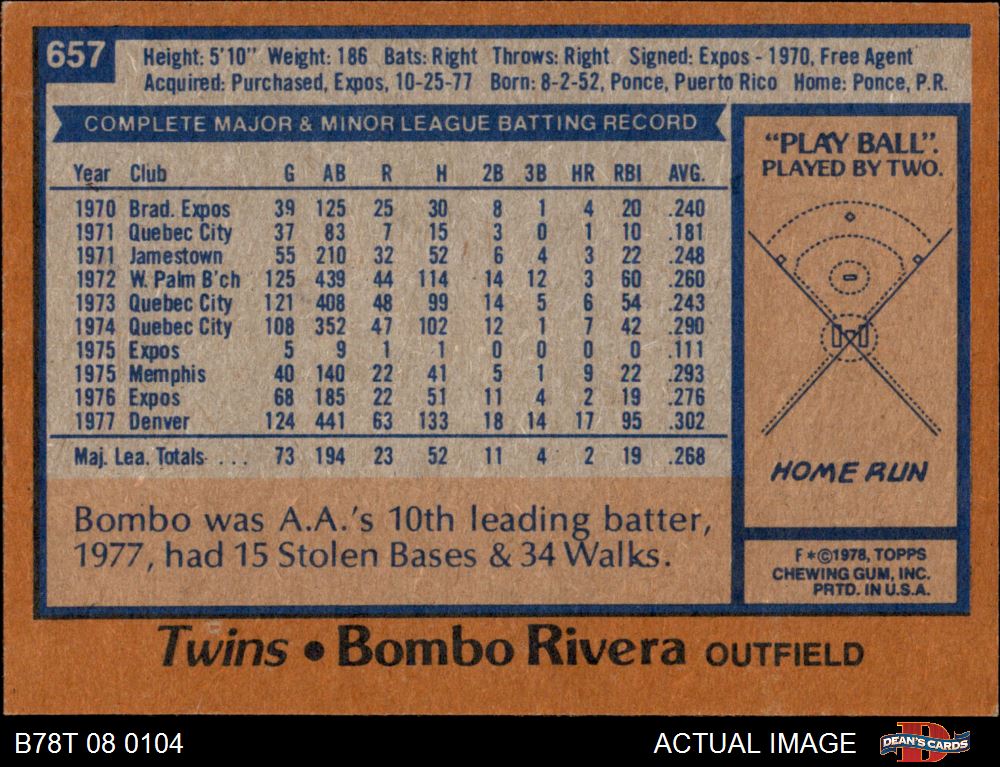 657
Height: 5'10" Weight: 186 Bats: Right Throws: Right Signed: Expos - 1970, Free Agent
Acquired: Purchased, Expos, 10-25-77 Born: 8-2-52, Ponce, Puerto Rico Home: Ponce, P.R.
COMPLETE MAJOR & MINOR LEAGUE BATTING RECORD
Year Club G AB R H 2B 3B HR RBI AVG.
1970 Brad. Expos 39 125 25 30 8 1 4 20 .240
1971 Quebec City 37 83 7 15 3 0 1 10 .181
1971 Jamestown 55 210 32 52 6 4 3 22 .248
1972 W. Palm B'ch 125 439 44 114 14 12 3 60 .260
1973 Quebec City 121 408 48 99 14 5 6 54 .243
1974 Quebec City 108 352 47 102 12 1 7 42 .290
1975 Expos 5 9 1 1 0 0 0 0 .111
1975 Memphis 40 140 22 41 5 1 9 22 .293
1976 Expos 68 185 22 51 11 4 2 19 .276
1977 Denver 124 441 63 133 18 14 17 95 .302
Maj. Lea. Totals . . . 73 194 23 52 11 4 2 19 .268
Bombo was A.A.'s 10th leading batter,
1977, had 15 Stolen Bases & 34 Walks.
"PLAY BALL".
PLAYED BY TWO.
HOME RUN
F*©1978, TOPPS
CHEWING GUM, INC.
PRTD. IN U.S.A.
Twins • Bombo Rivera OUTFIELD
B78T 08 0104
ACTUAL IMAGE
D
DEAN'S CARDS